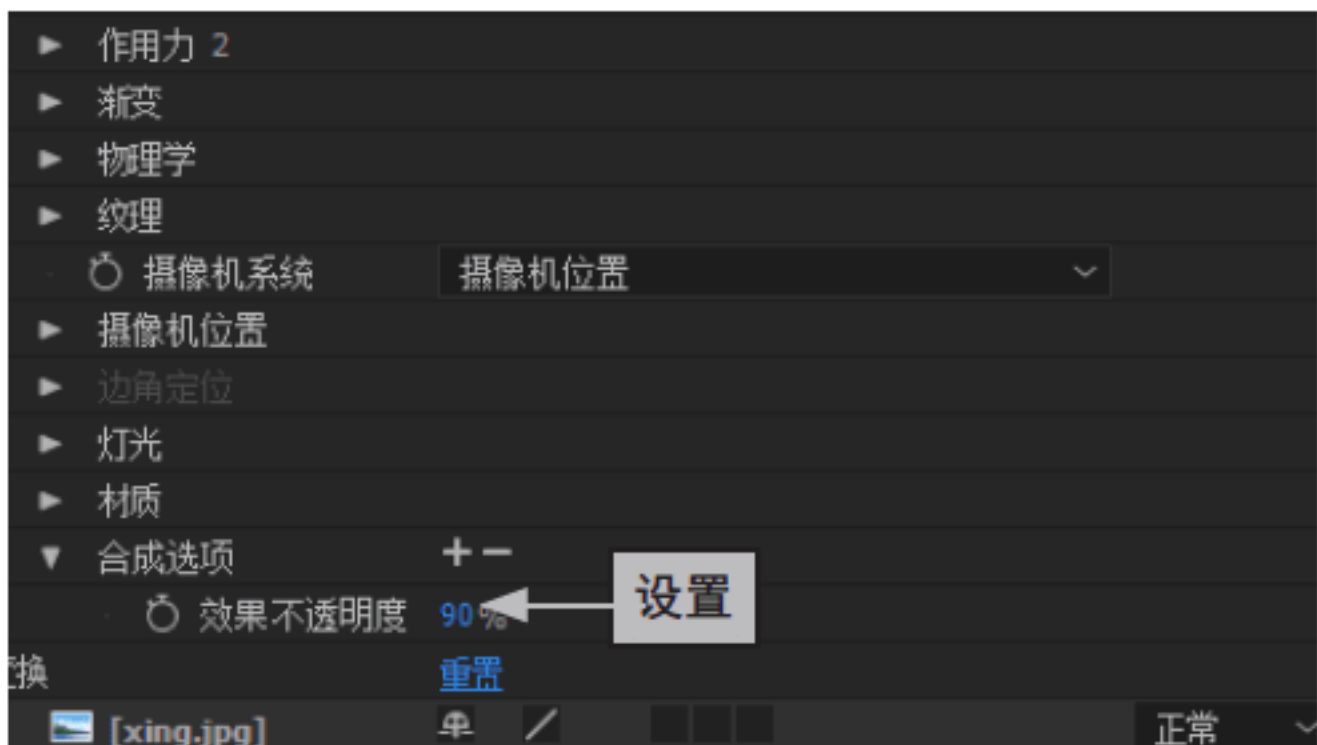 作用力 2
渐变
物理学
纹理
摄像机系统 摄像机位置
摄像机位置
边角定位
灯光
材质
合成选项 +-
效果不透明度 90% 设置
变换 重置
[xing.jpg] 正常